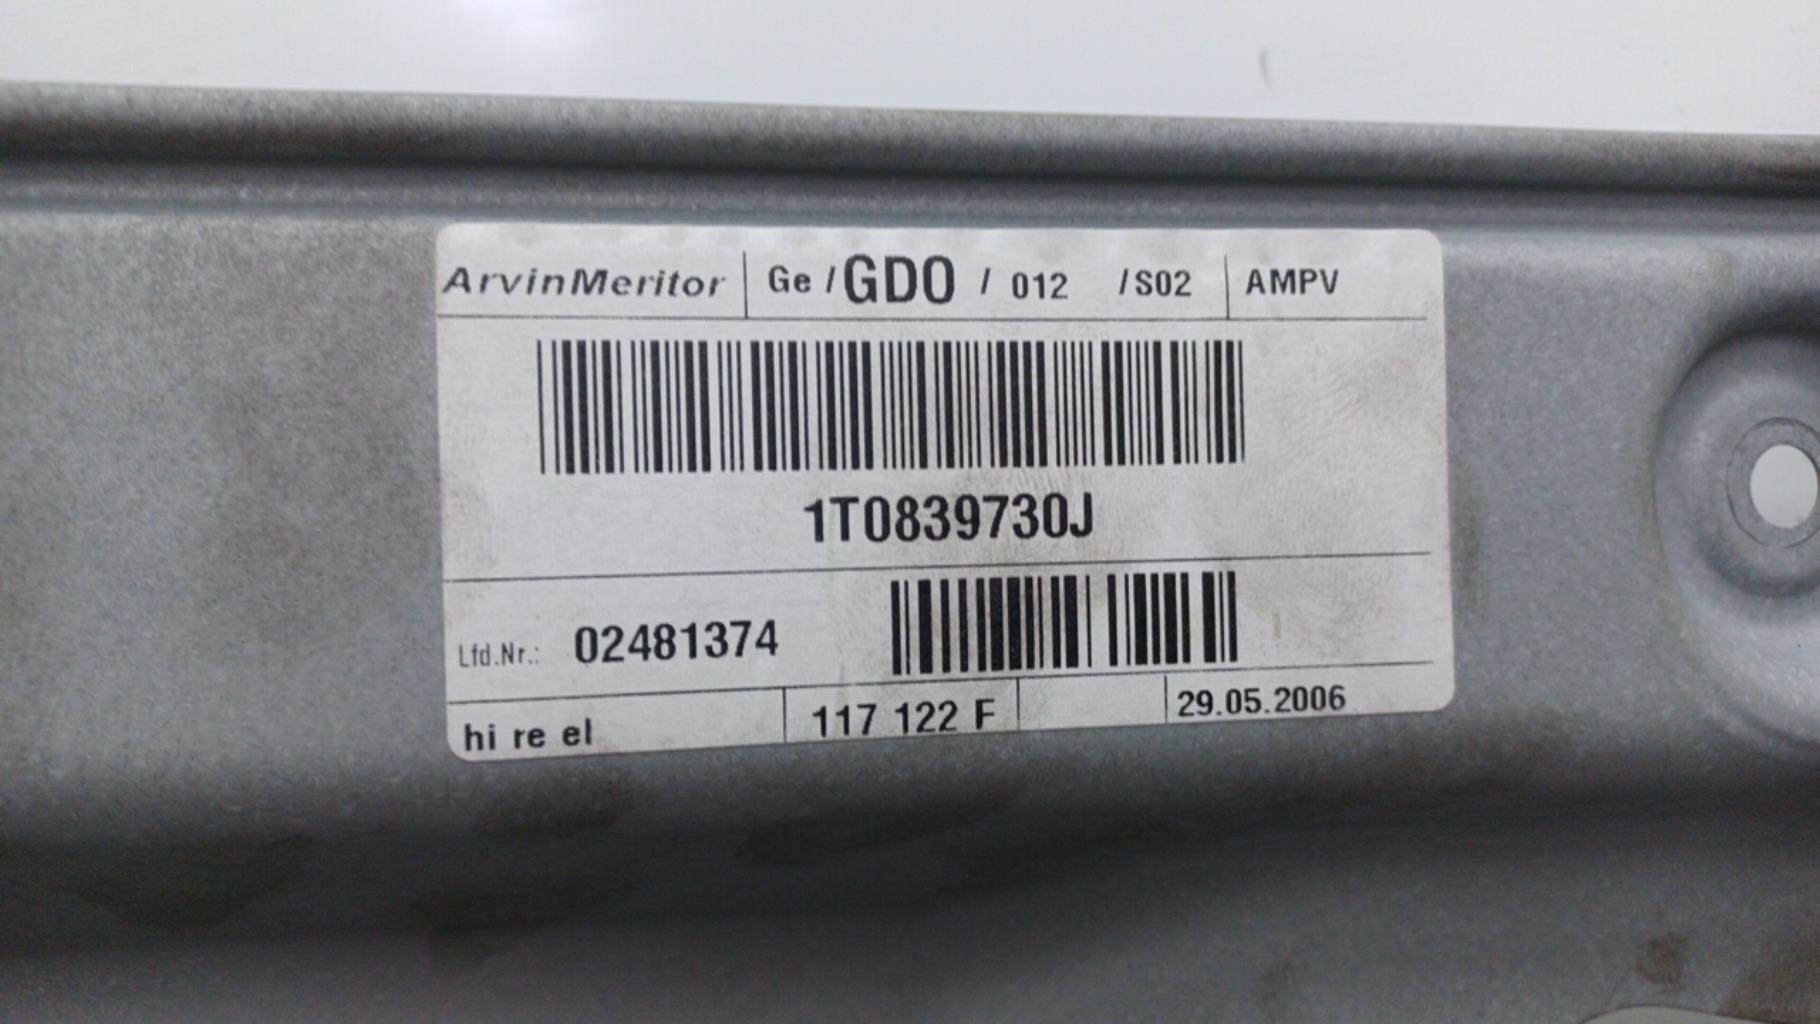 ArvinMeritor Ge / GDO / 012 / S02 AMPV
1T0839730J
Lfd.Nr.: 02481374
hi re el 117 122 F 29.05.2006